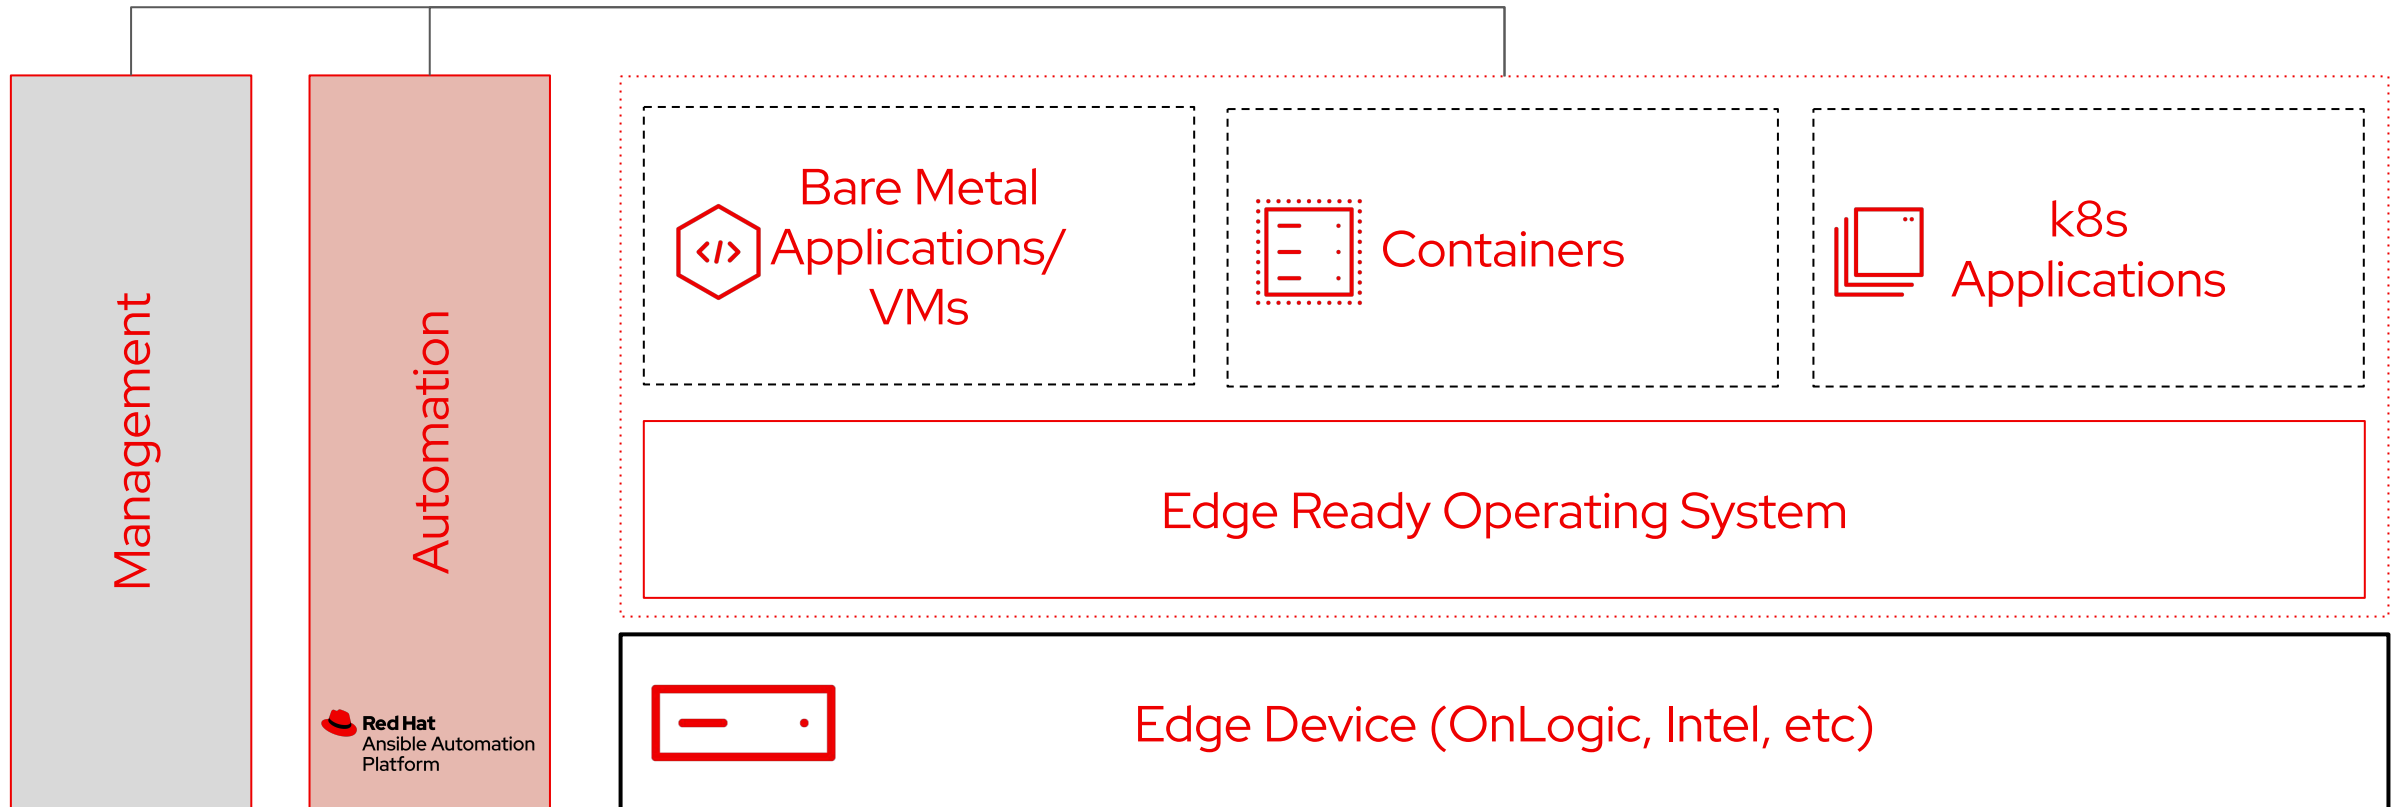 Management
Automation
Red Hat
Ansible Automation
Platform
Bare Metal
Applications/
VMs
Containers
k8s
Applications
Edge Ready Operating System
Edge Device (OnLogic, Intel, etc)